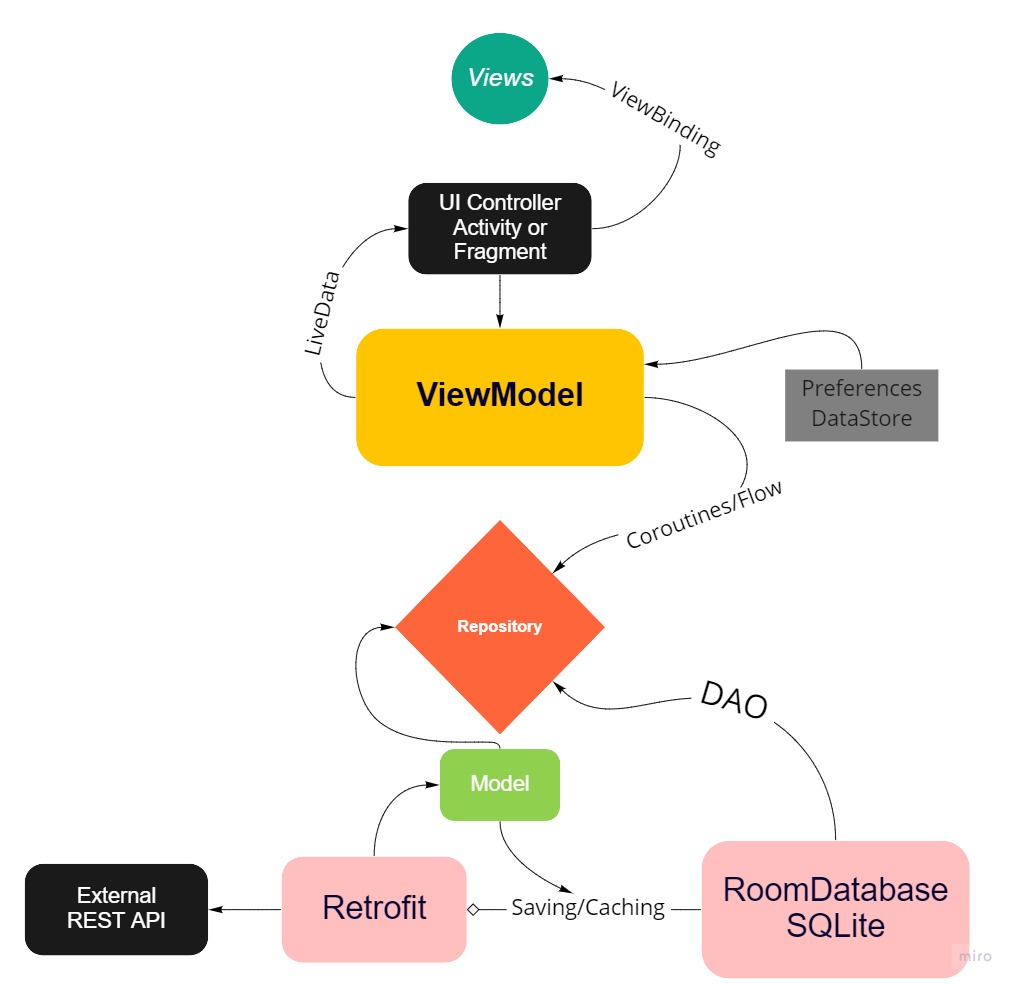 Views
ViewBinding
UI Controller
Activity or
Fragment
LiveData
ViewModel
Preferences
DataStore
Coroutines/Flow
Repository
DAO
Model
External
REST API
Retrofit
Saving/Caching
RoomDatabase
SQLite
miro